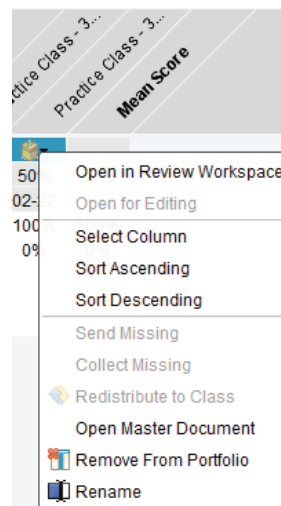 ctice Class - 3...
Practice Class - 3...
Mean Score
50%
02-22
100%
0%
Open in Review Workspace
Open for Editing
Select Column
Sort Ascending
Sort Descending
Send Missing
Collect Missing
Redistribute to Class
Open Master Document
Remove From Portfolio
Rename